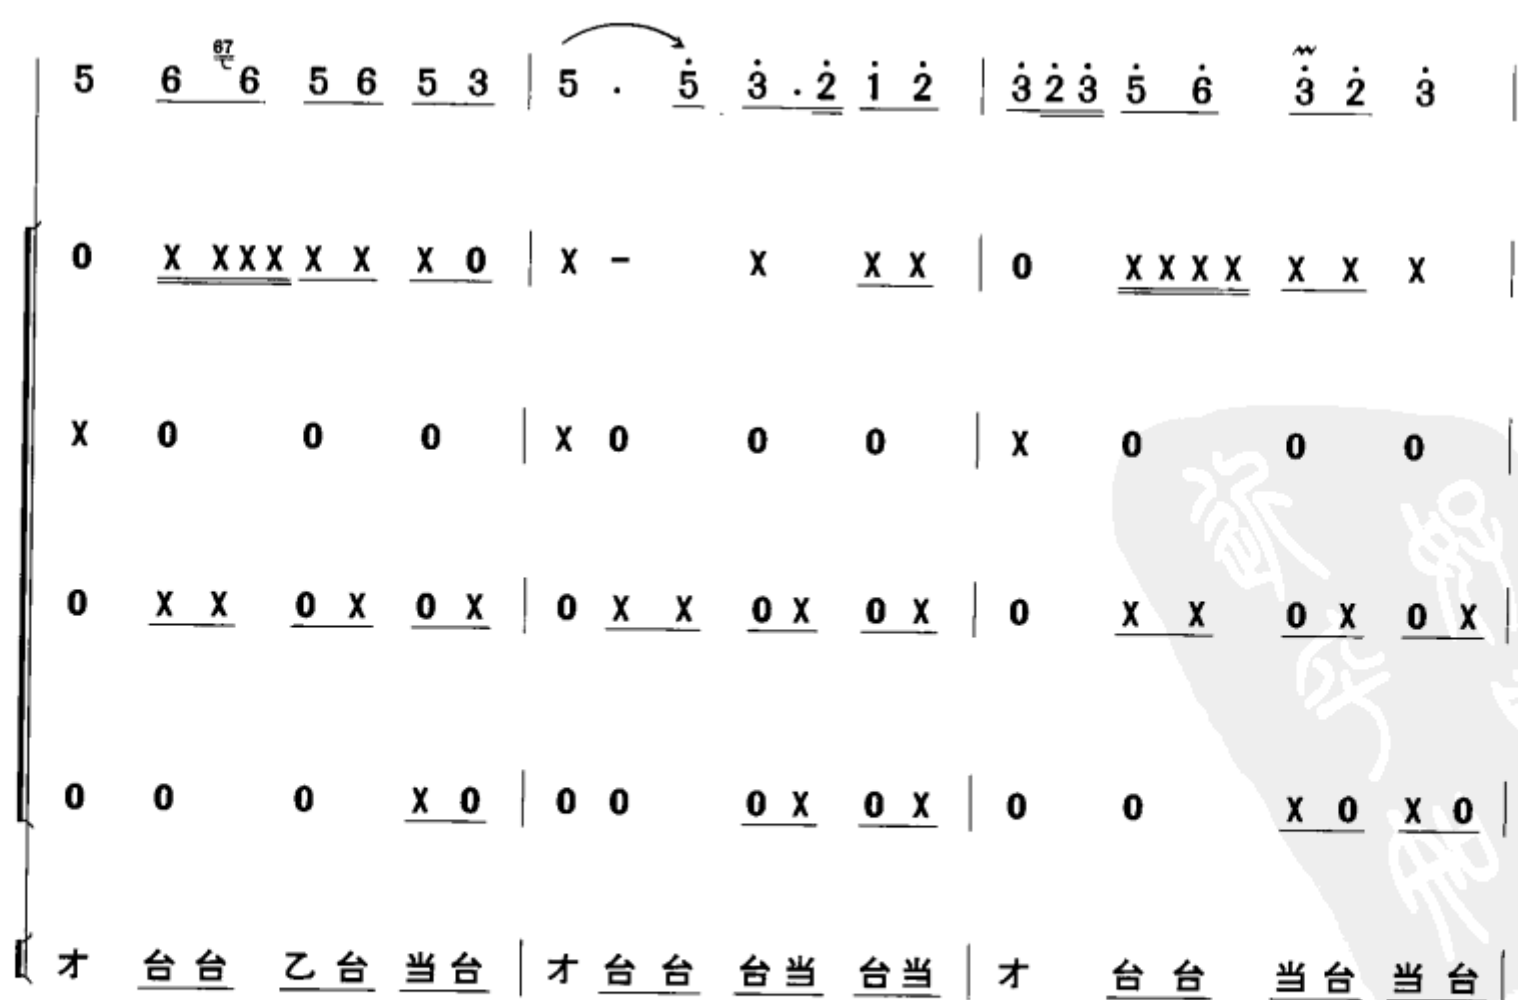 67
5 6 6 5 6 5 3 | 5 . 5̇ 3̇ . 2̇ 1̇ 2̇ | 3̇ 2̇ 3̇ 5̇ 6̇ 3̇ 2̇ 3̇ |
0 X X X X X X X 0 | X – X X X | 0 X X X X X X X |
X 0 0 0 | X 0 0 0 | X 0 0 0 |
0 X X 0 X 0 X | 0 X X 0 X 0 X | 0 X X 0 X 0 X |
0 0 0 X 0 | 0 0 0 X 0 X | 0 0 X 0 X 0 |
才 台 台 乙 台 当 台 | 才 台 台 台 当 台 当 | 才 台 台 当 台 当 台 |